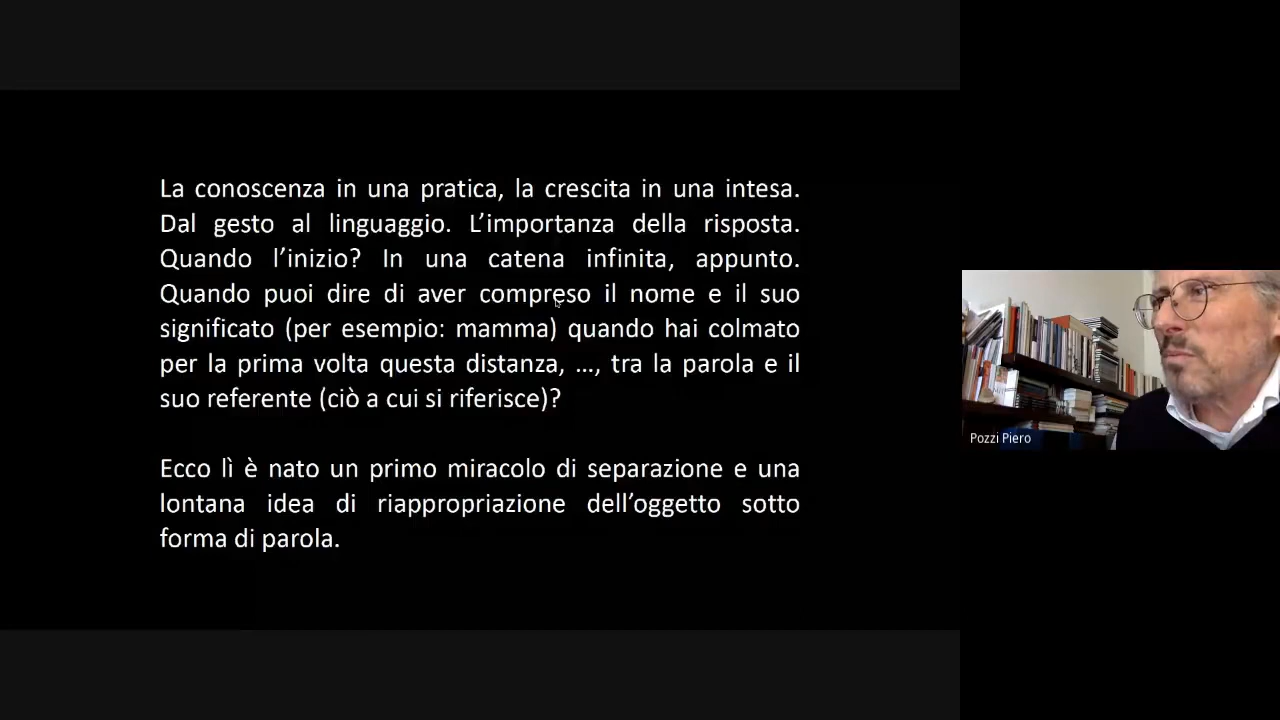 La conoscenza in una pratica, la crescita in una intesa.
Dal gesto al linguaggio. L’importanza della risposta.
Quando l’inizio? In una catena infinita, appunto.
Quando puoi dire di aver compreso il nome e il suo
significato (per esempio: mamma) quando hai colmato
per la prima volta questa distanza, …, tra la parola e il
suo referente (ciò a cui si riferisce)?
Ecco lì è nato un primo miracolo di separazione e una
lontana idea di riappropriazione dell’oggetto sotto
forma di parola.
Pozzi Piero